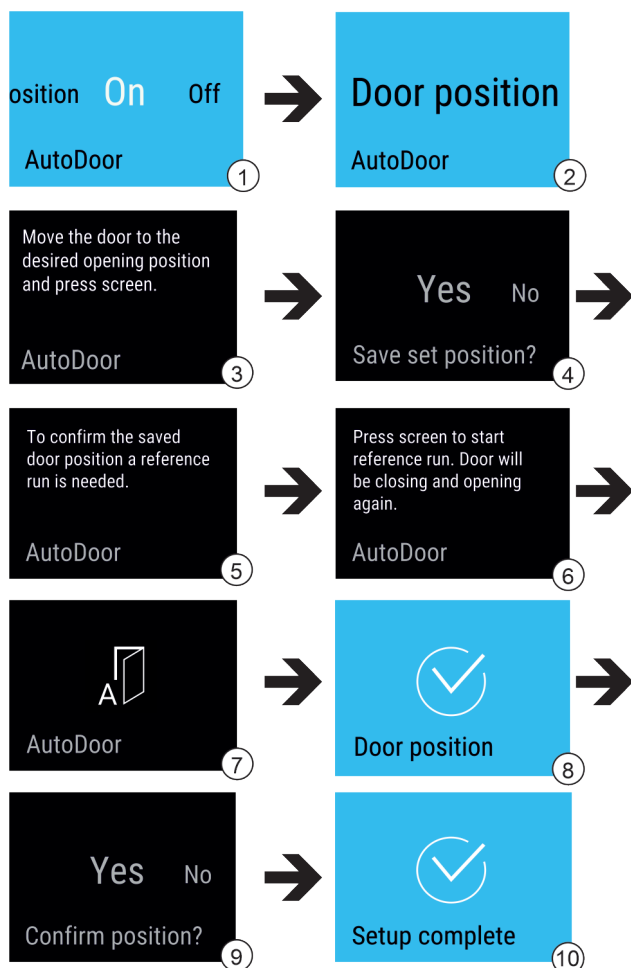 osition On Off
AutoDoor
1
Door position
AutoDoor
2
Move the door to the
desired opening position
and press screen.
AutoDoor
3
Yes No
Save set position?
4
To confirm the saved
door position a reference
run is needed.
AutoDoor
5
Press screen to start
reference run. Door will
be closing and opening
again.
AutoDoor
6
A
AutoDoor
7
Door position
8
Yes No
Confirm position?
9
Setup complete
10